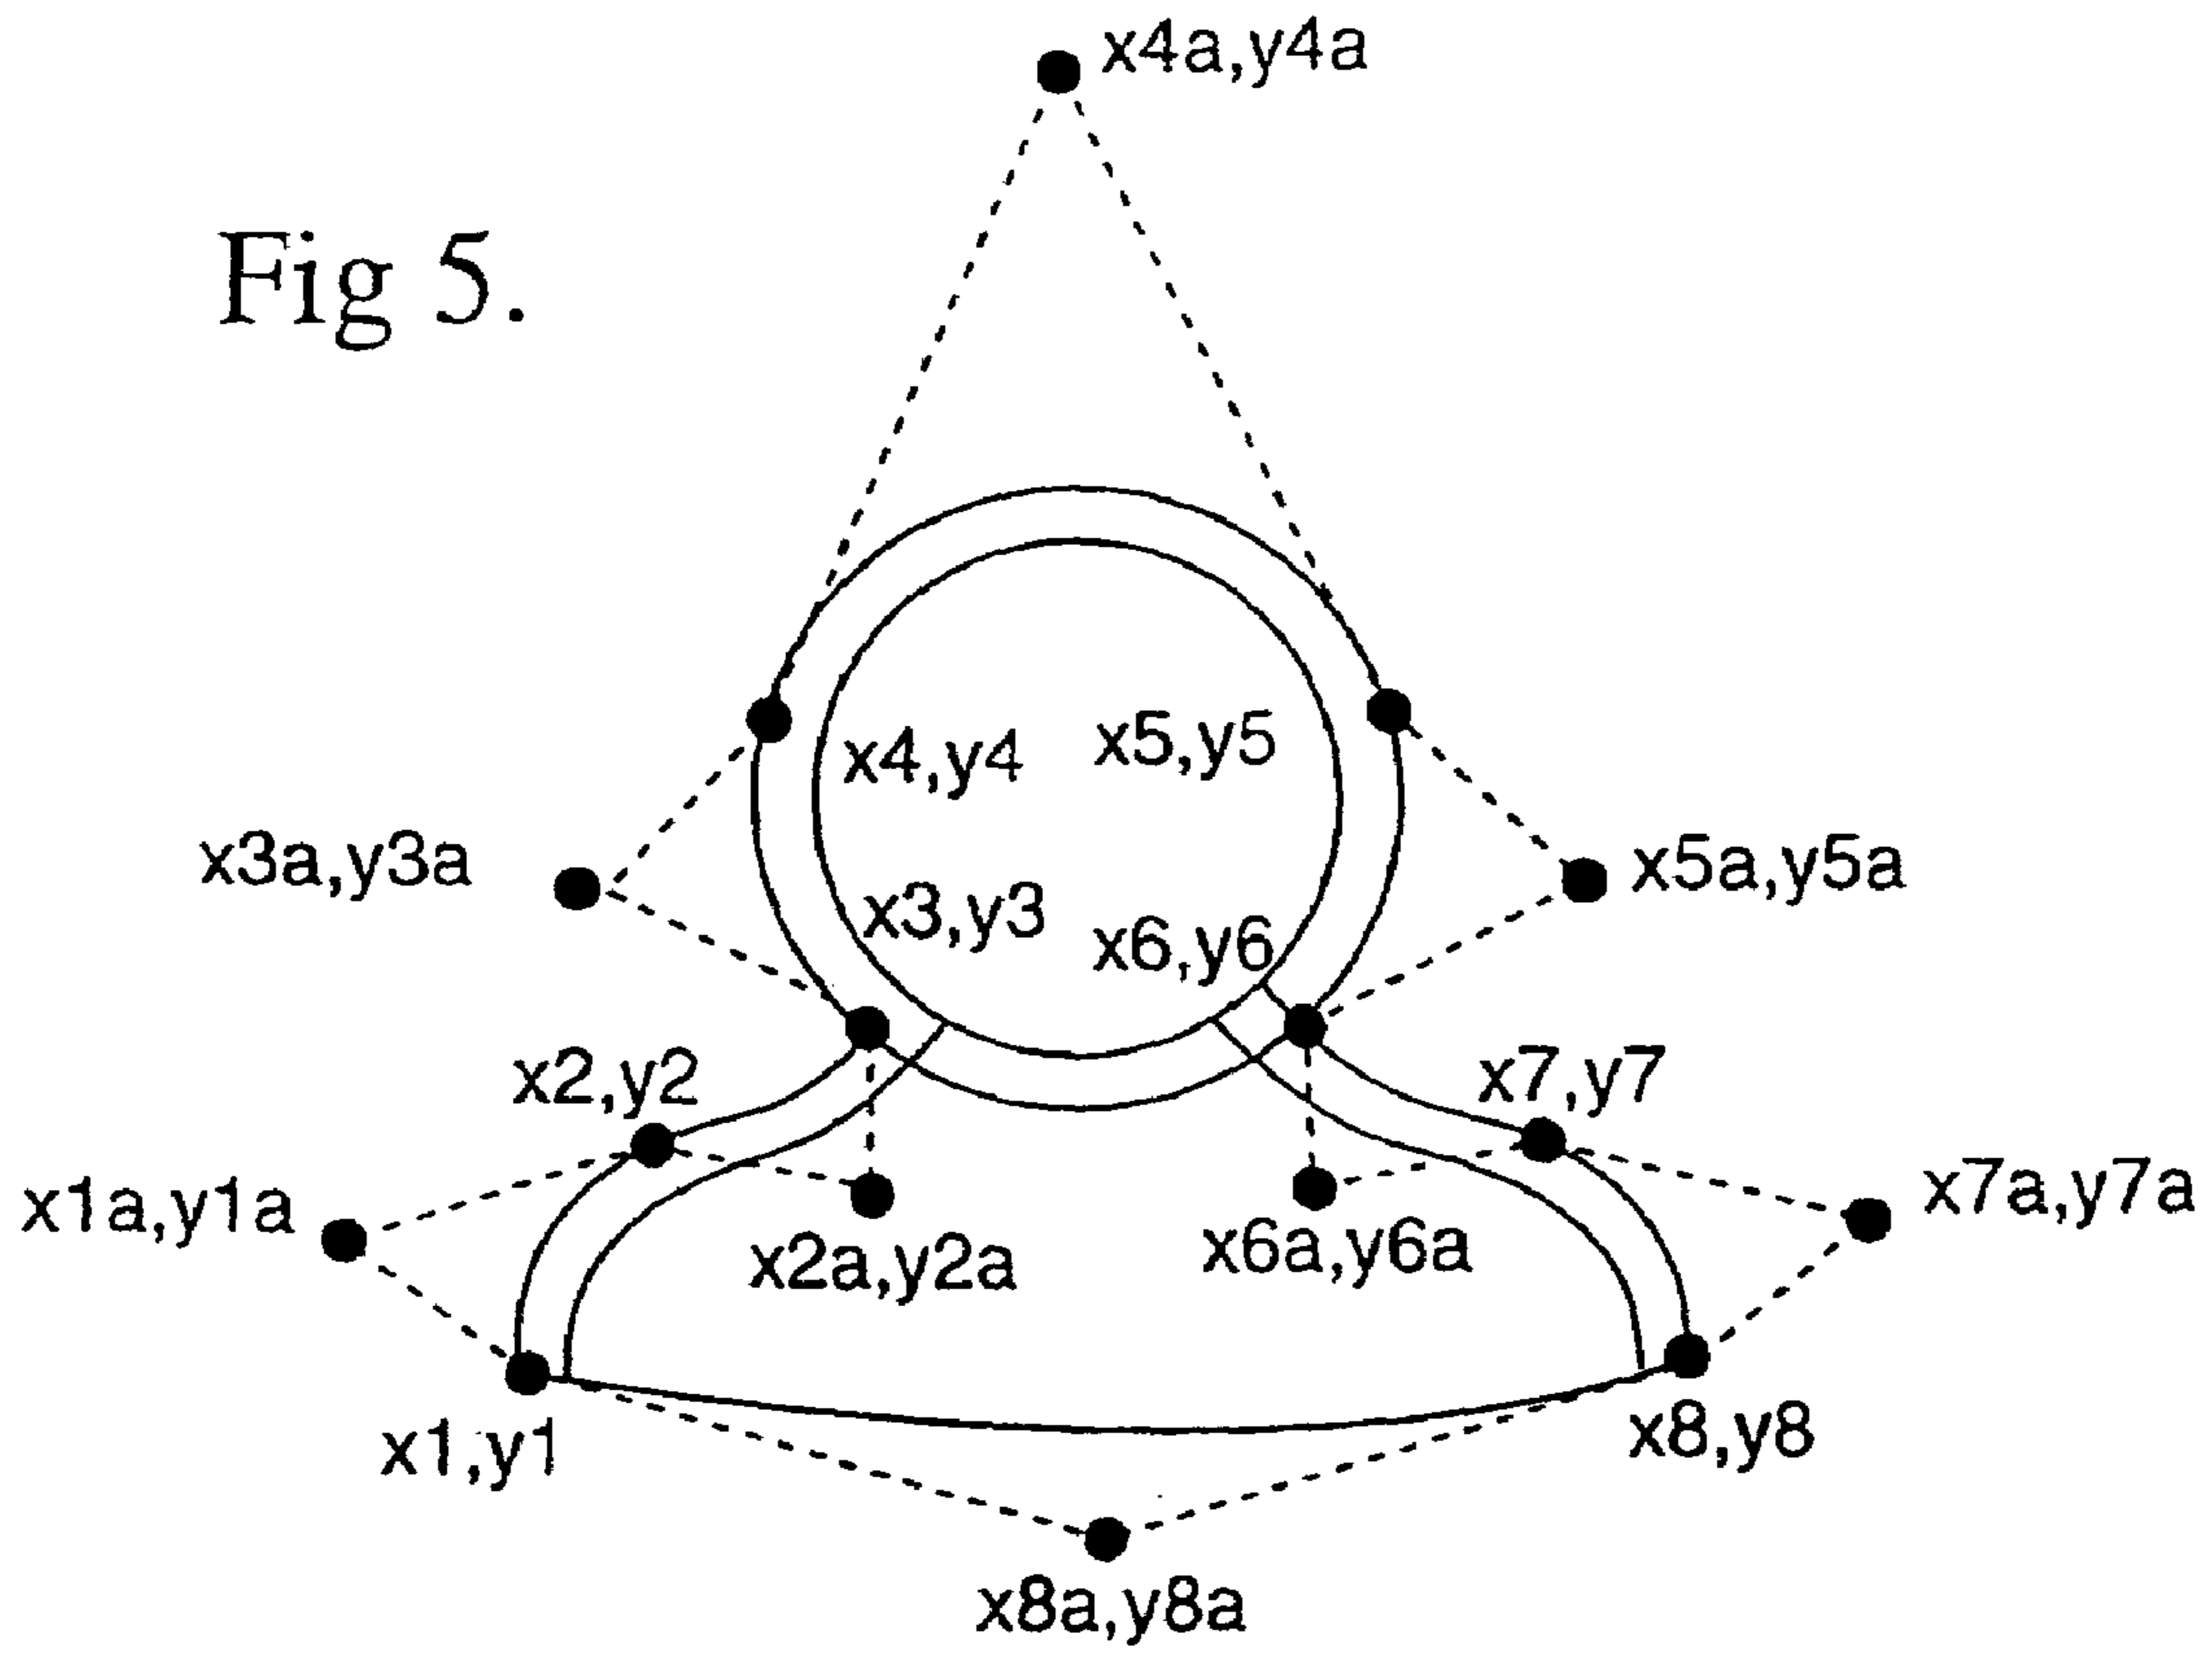 x4a,y4a
Fig 5.
x4,y4
x5,y5
x3a,y3a
x5a,y5a
x3,y3
x6,y6
x2,y2
x7,y7
x1a,y1a
x7a,y7a
x2a,y2a
x6a,y6a
x1,y1
x8,y8
x8a,y8a